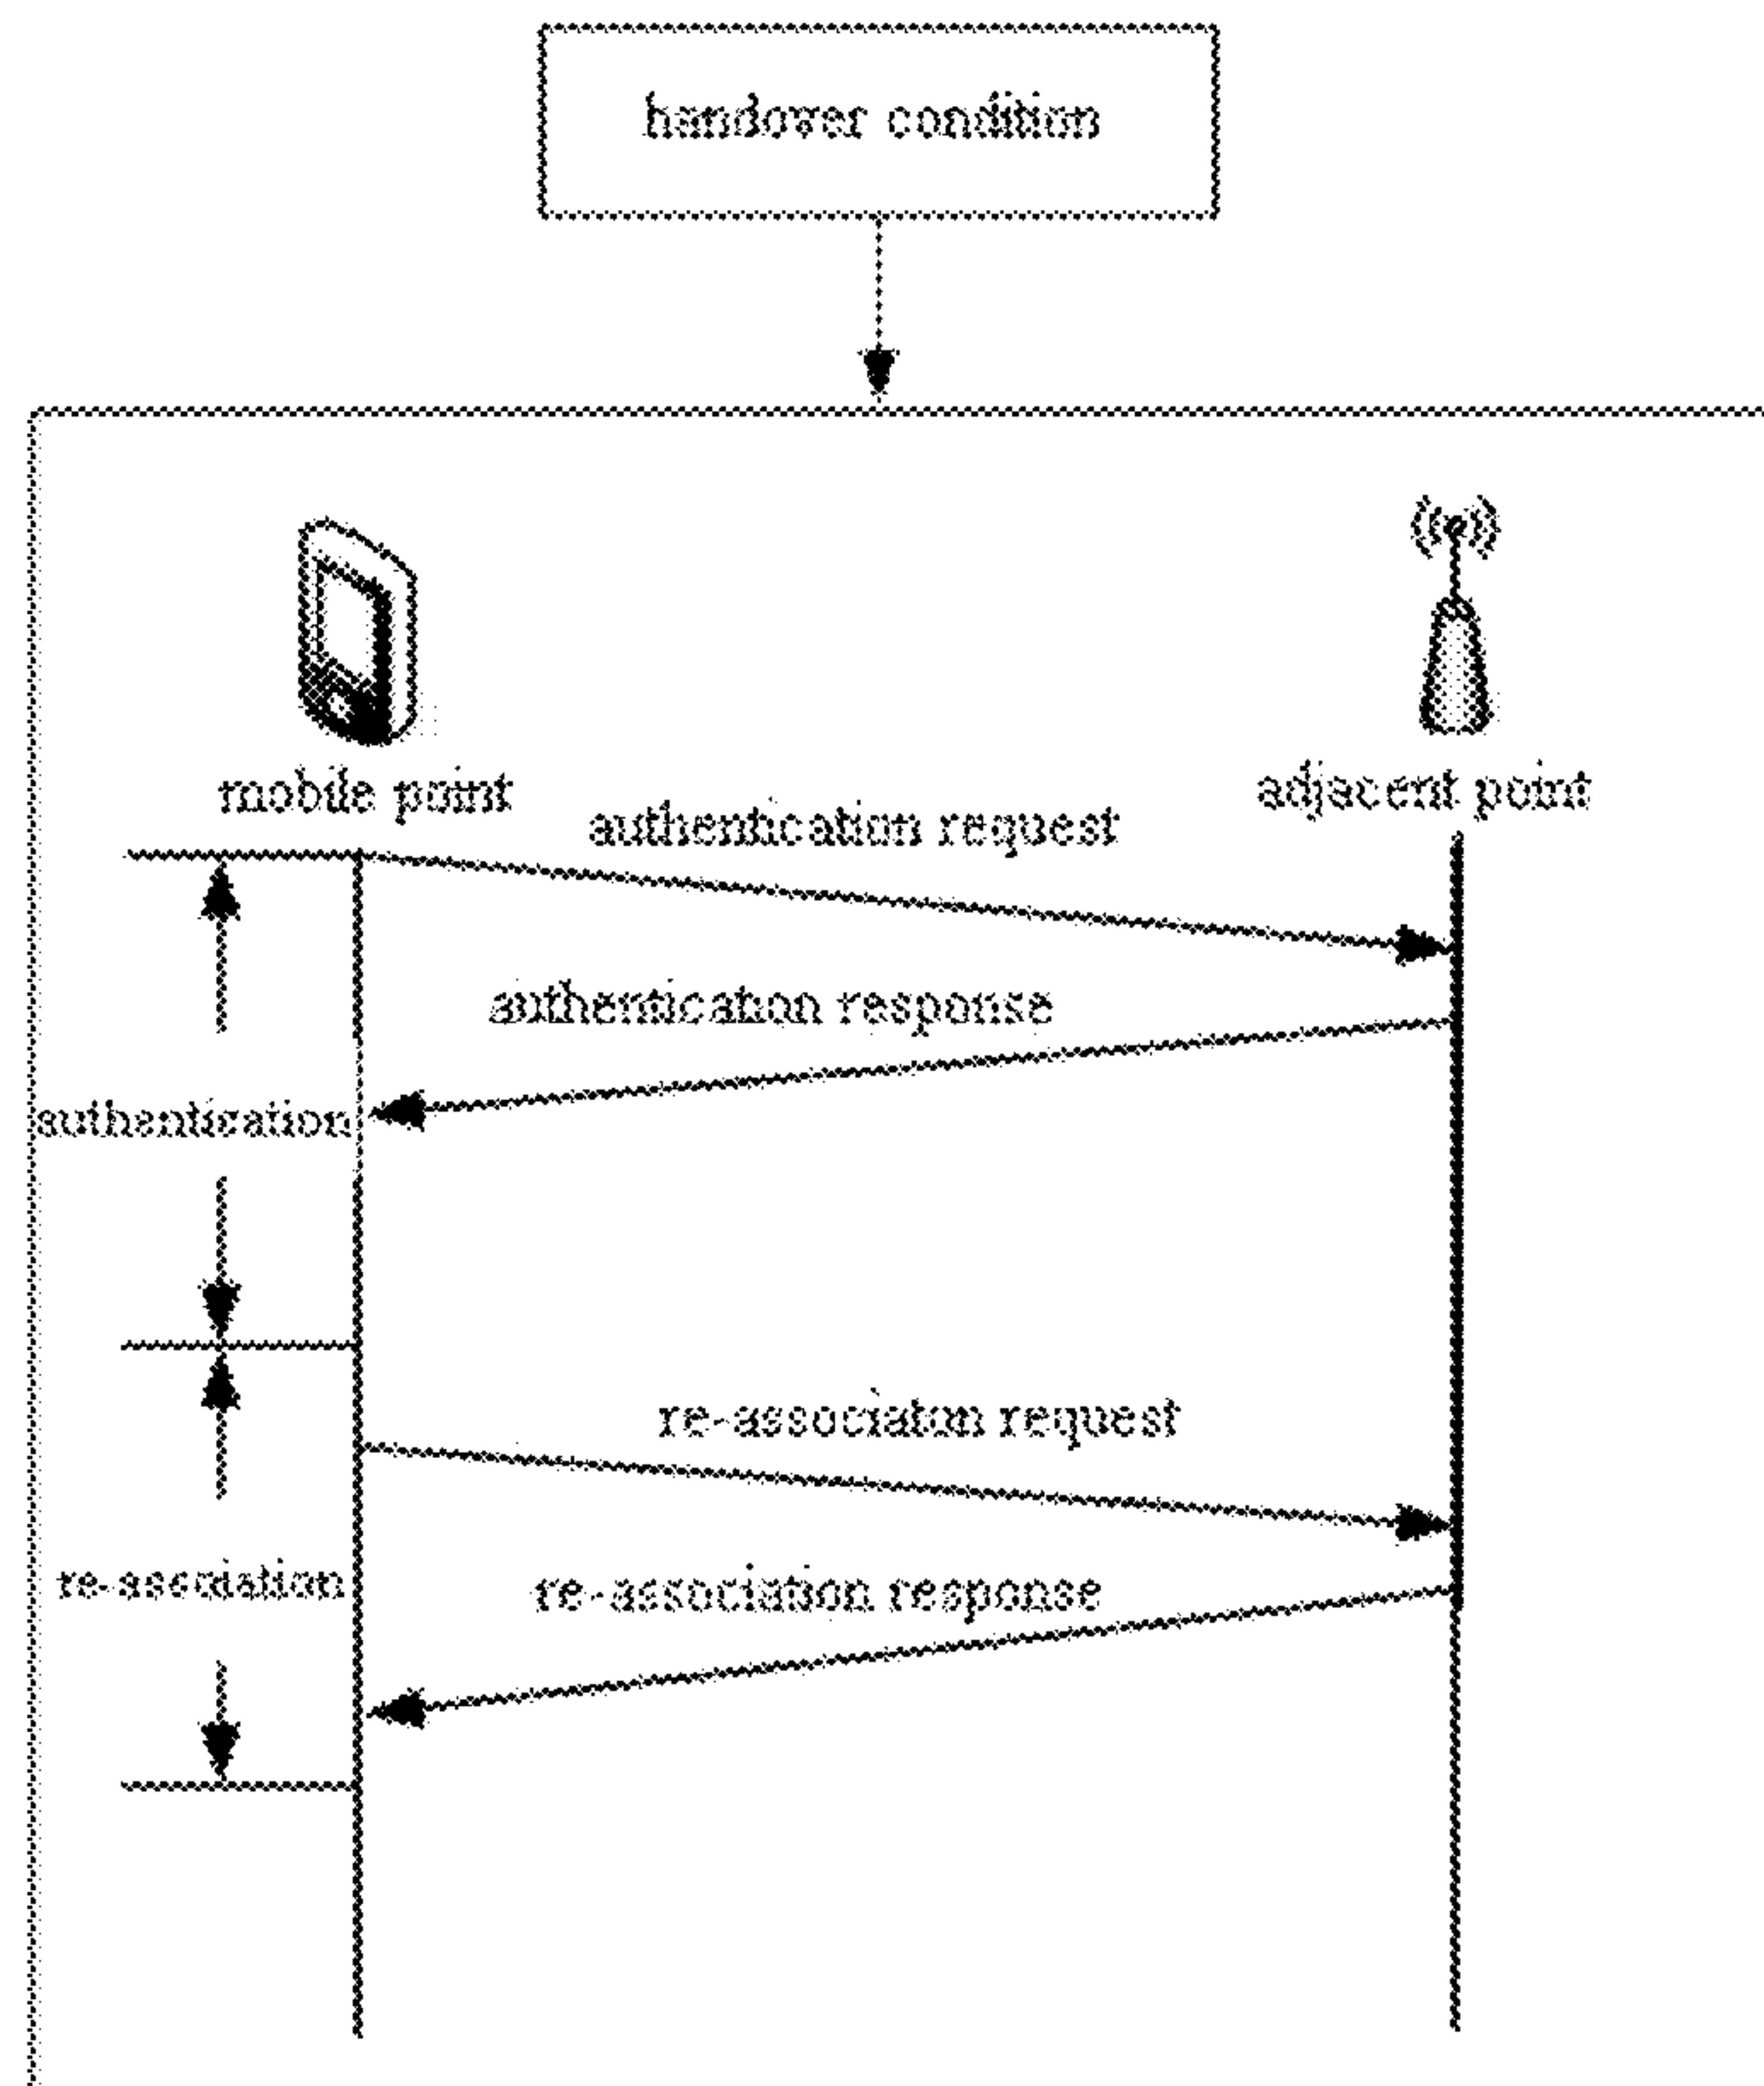 handover condition
mobile point
adjacent point
authentication request
authentication response
authentication
re-associaton request
re-association
re-association response